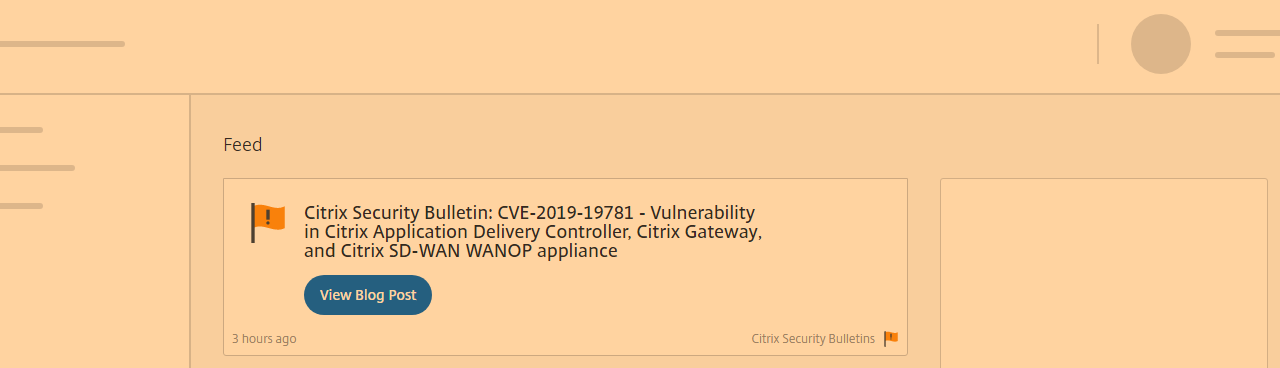 Feed
Citrix Security Bulletin: CVE-2019-19781 - Vulnerability
in Citrix Application Delivery Controller, Citrix Gateway,
and Citrix SD-WAN WANOP appliance
View Blog Post
3 hours ago
Citrix Security Bulletins